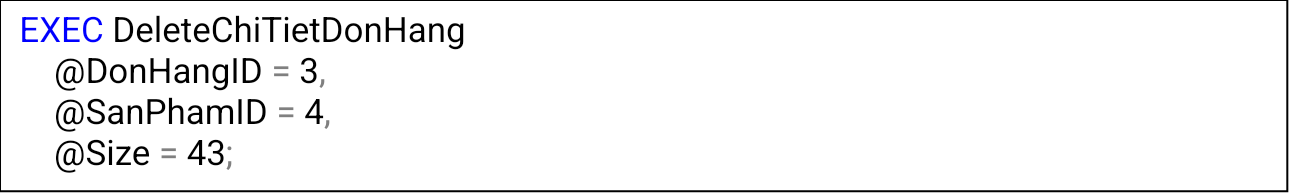 EXEC DeleteChiTietDonHang
@DonHangID = 3,
@SanPhamID = 4,
@Size = 43;